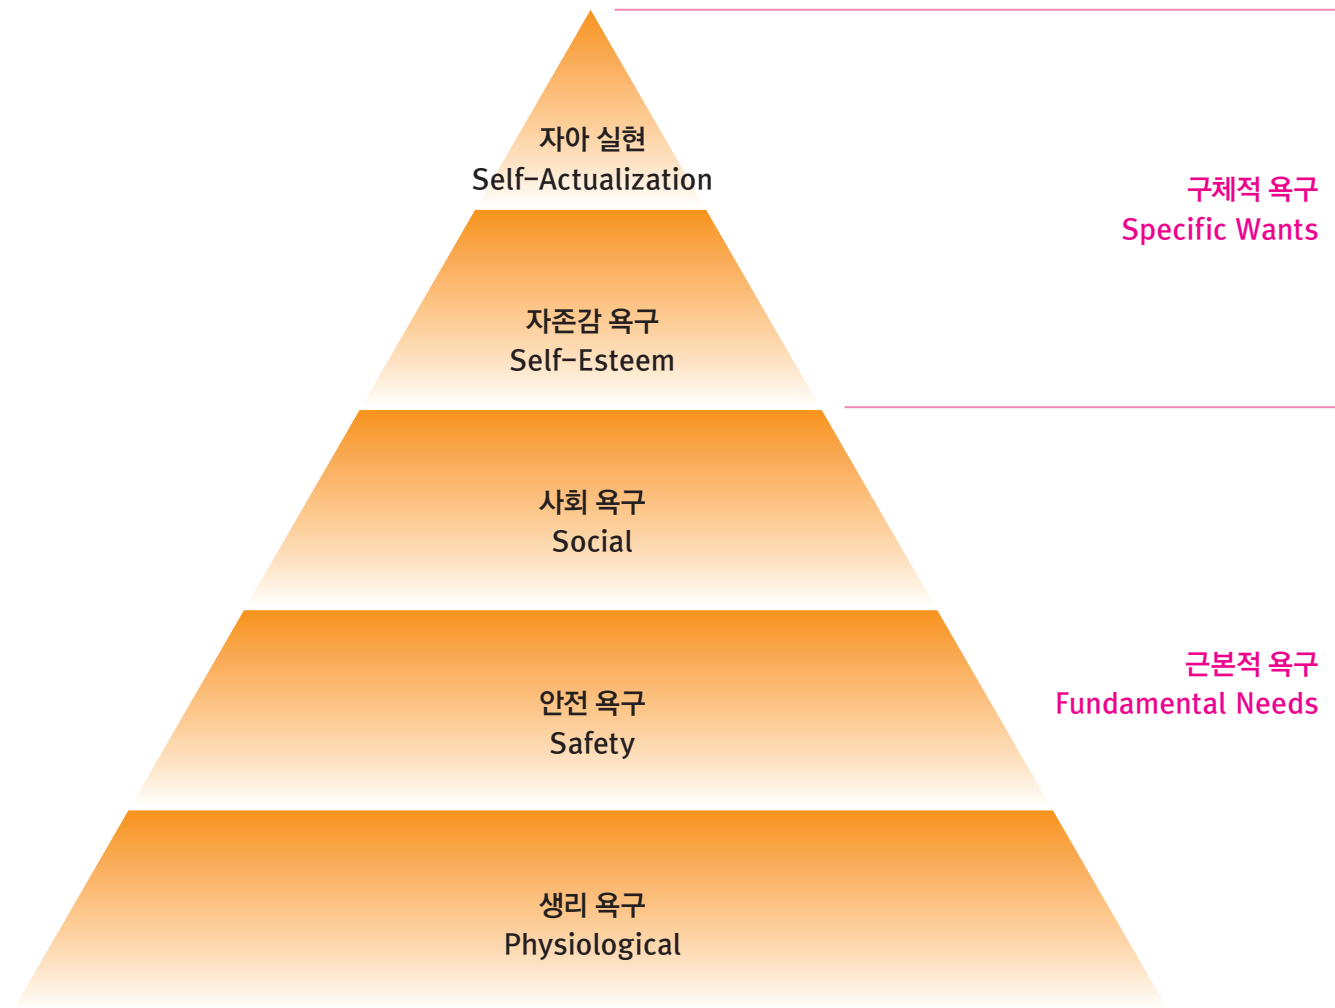 자아 실현
Self-Actualization
구체적 욕구
Specific Wants
자존감 욕구
Self-Esteem
사회 욕구
Social
근본적 욕구
Fundamental Needs
안전 욕구
Safety
생리 욕구
Physiological